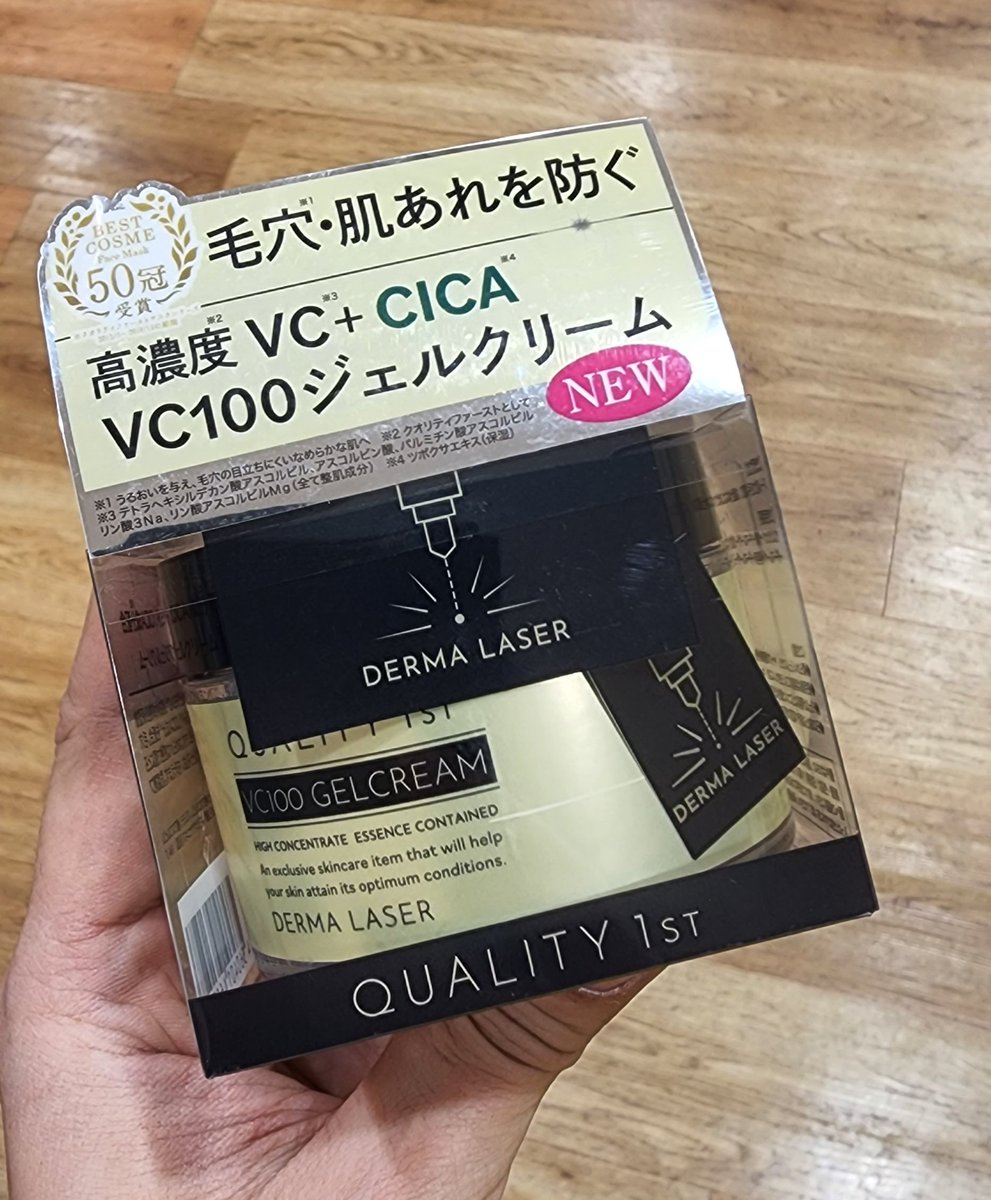 BEST
COSME
Face Mask
50冠
受賞
毛穴※1・肌あれを防ぐ
高濃度※2 VC※3 + CICA※4
VC100ジェルクリーム
NEW
※1 うるおいを与え、毛穴の目立ちにくいなめらかな肌へ ※2 クオリティファーストとして
※3 テトラヘキシルデカン酸アスコルビル、アスコルビン酸、パルミチン酸アスコルビル
リン酸3Na、リン酸アスコルビルMg(全て整肌成分) ※4 ツボクサエキス(保湿)
DERMA LASER
DERMA LASER
QUALITY 1ST
VC100 GELCREAM
HIGH CONCENTRATE ESSENCE CONTAINED
An exclusive skincare item that will help
your skin attain its optimum conditions.
DERMA LASER
QUALITY 1ST